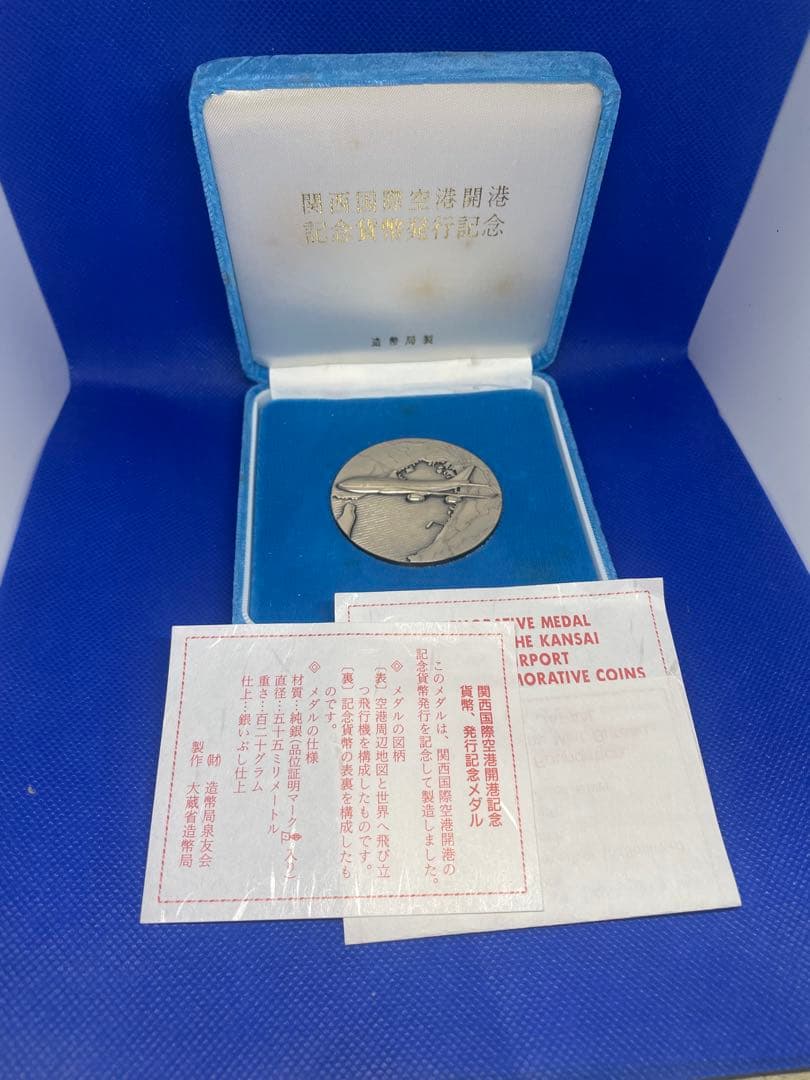 関西国際空港開港
記念貨幣発行記念
造幣局製
関西国際空港開港記念
貨幣、発行記念メダル
このメダルは、関西国際空港開港の
記念貨幣発行を記念して製造しました。
◎ メダルの図柄
〔表〕空港周辺地図と世界へ飛び立
つ飛行機を構成したものです。
〔裏〕記念貨幣の表裏を構成したも
のです。
◎ メダルの仕様
材質…純銀(品位証明マーク入り)
直径…五十五ミリメートル
重さ…百二十グラム
仕上…銀いぶし仕上
㈶ 造幣局泉友会
製作 大蔵省造幣局
MEDAL
HE KANSAI
RPORT
COINS